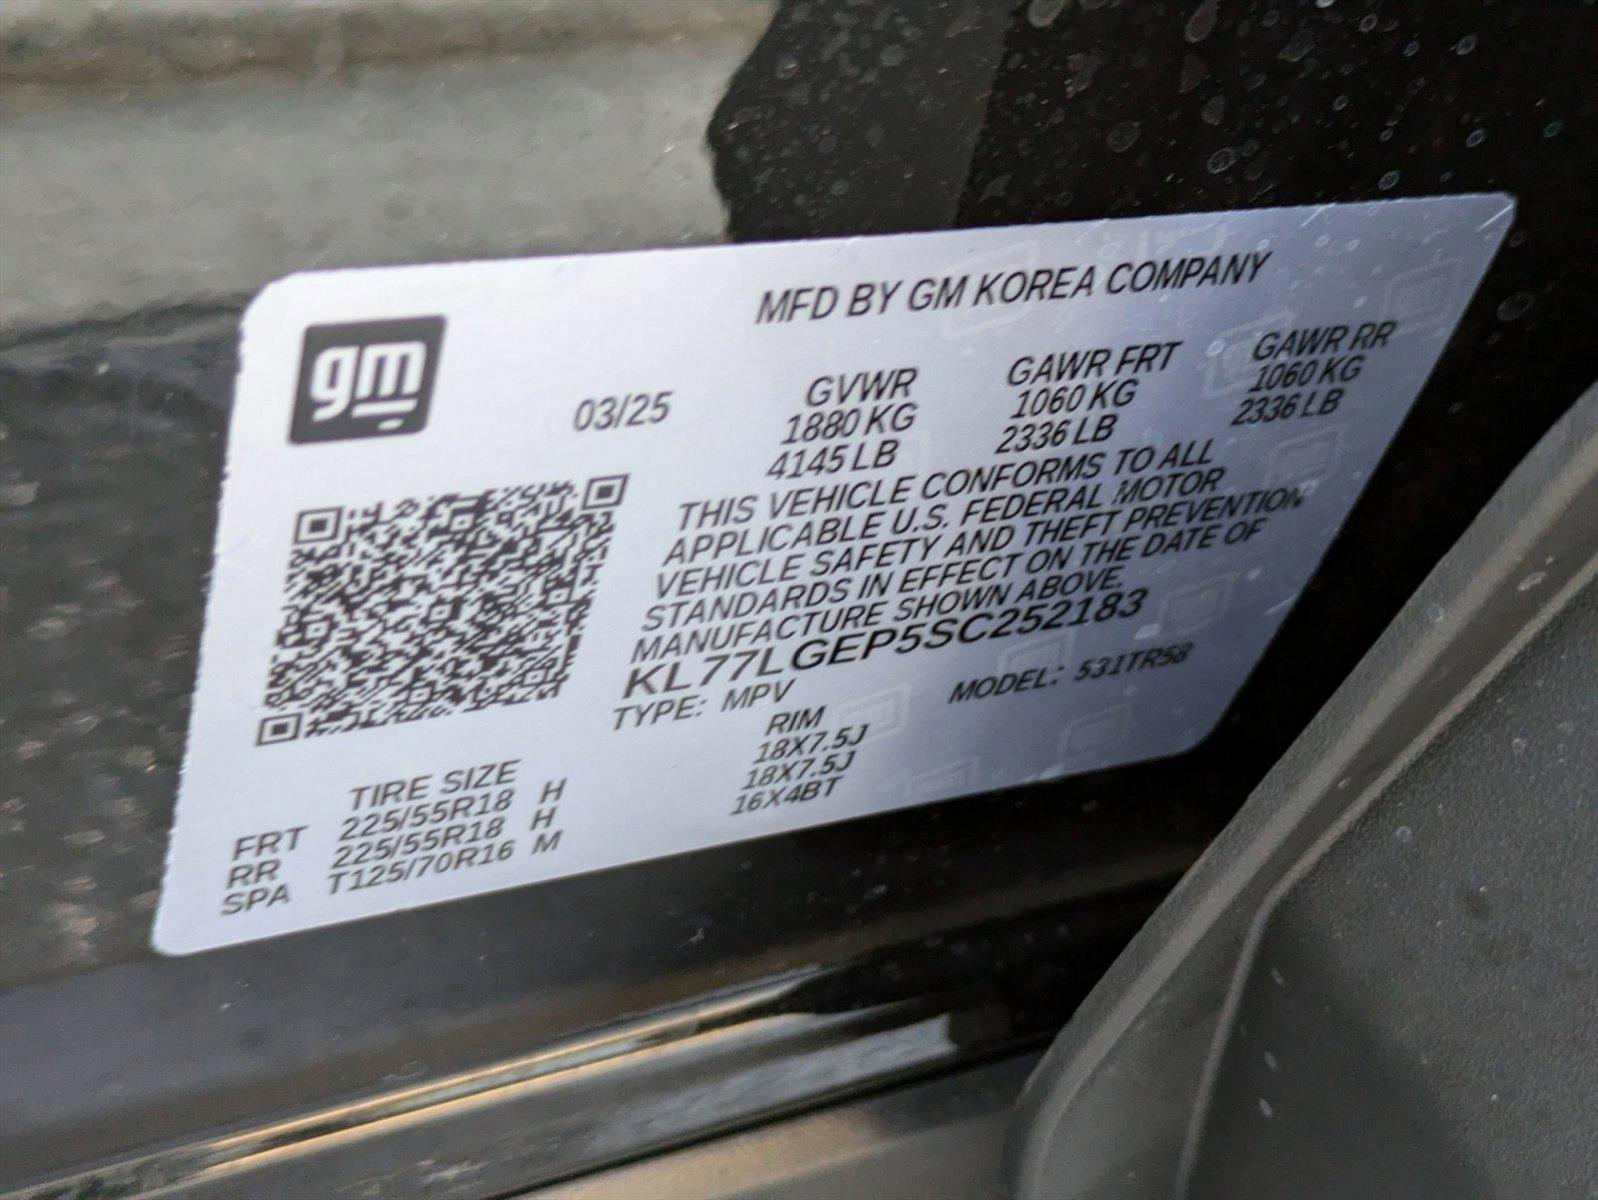 gm
MFD BY GM KOREA COMPANY
03/25
GVWR GAWR FRT GAWR RR
1880 KG 1060 KG 1060 KG
4145 LB 2336 LB 2336 LB
THIS VEHICLE CONFORMS TO ALL
APPLICABLE U.S. FEDERAL MOTOR
VEHICLE SAFETY AND THEFT PREVENTION
STANDARDS IN EFFECT ON THE DATE OF
MANUFACTURE SHOWN ABOVE.
KL77LGEP5SC252183
TYPE: MPV MODEL: 531TR58
TIRE SIZE RIM
FRT 225/55R18 H 18X7.5J
RR 225/55R18 H 18X7.5J
SPA T125/70R16 M 16X4BT